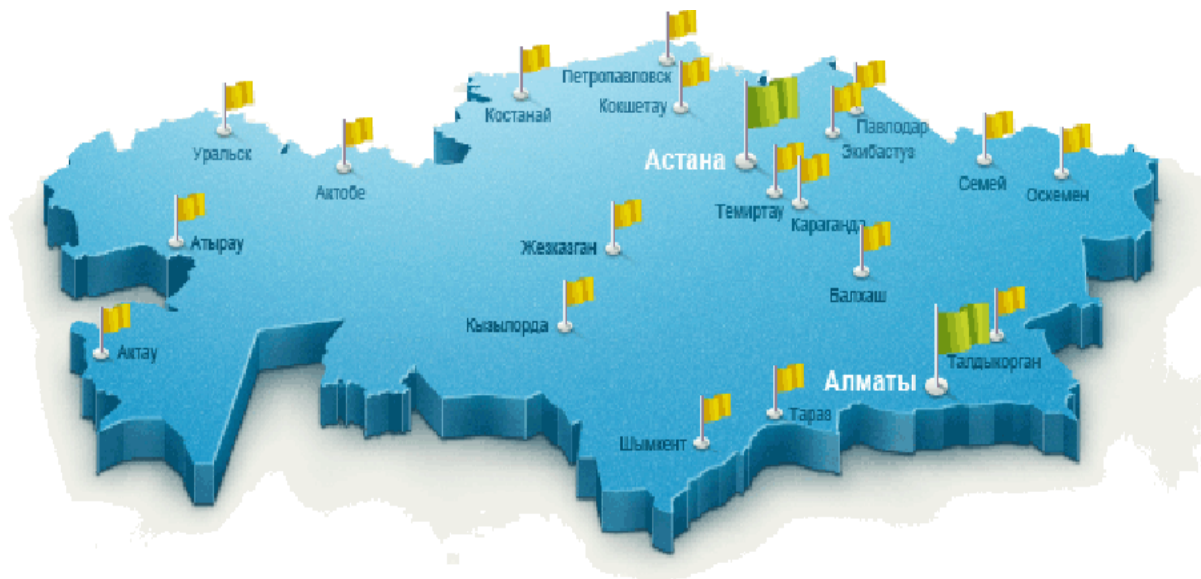 Петропавловск
Кокшетау
Костанай
Павлодар
Экибастуз
Уральск
Астана
Актобе
Семей
Оскемен
Темиртау
Караганда
Атырау
Жезказган
Балхаш
Кызылорда
Актау
Талдыкорган
Алматы
Тараз
Шымкент